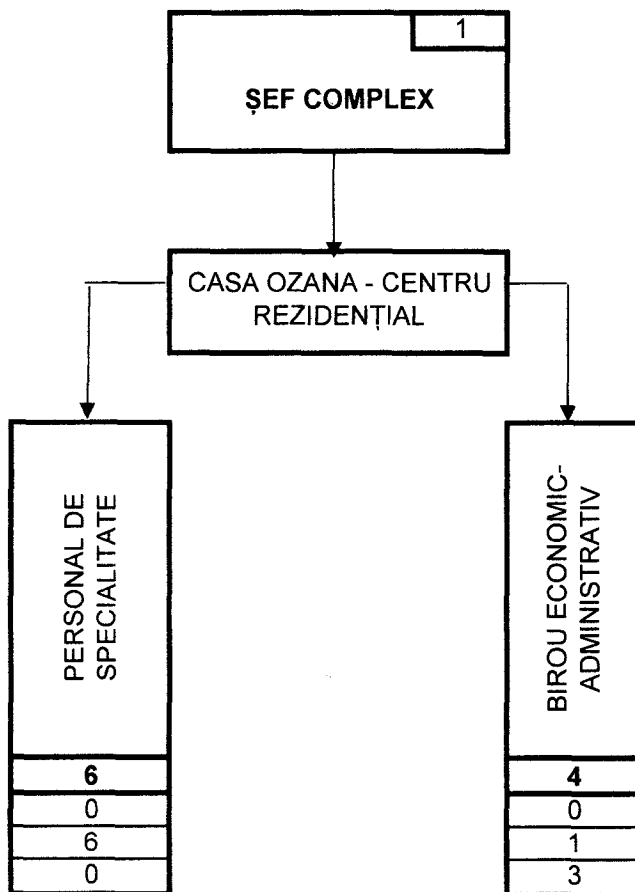 1
ȘEF COMPLEX
CASA OZANA - CENTRU
REZIDENȚIAL
PERSONAL DE
SPECIALITATE
6
0
6
0
BIROU ECONOMIC-
ADMINISTRATIV
4
0
1
3